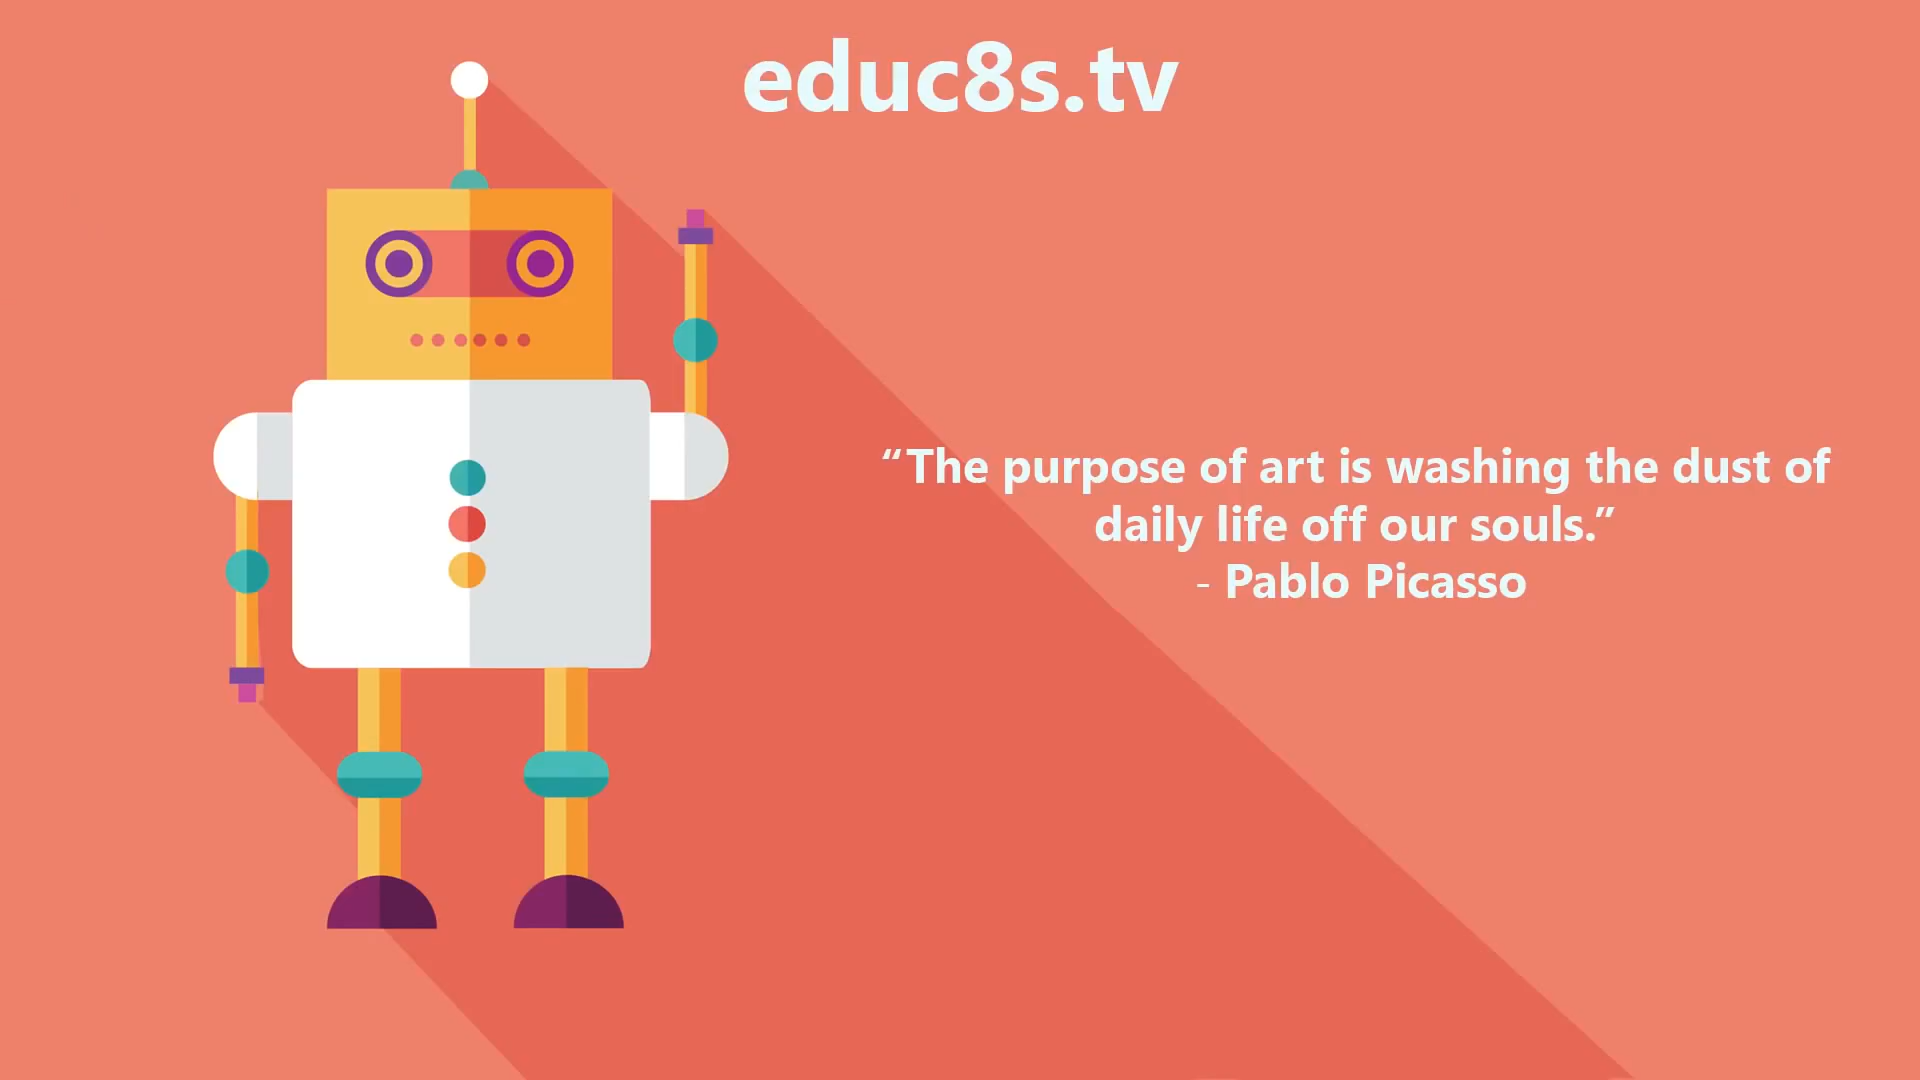 educ8s.tv
“The purpose of art is washing the dust of
daily life off our souls.”
- Pablo Picasso